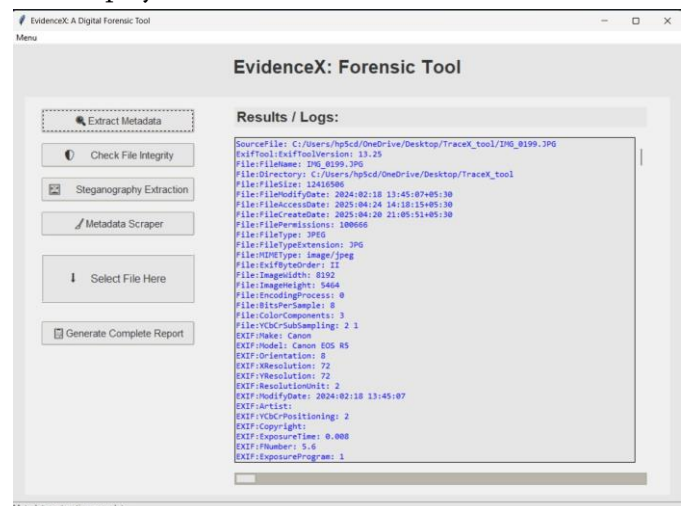 EvidenceX: A Digital Forensic Tool
Menu
EvidenceX: Forensic Tool
Extract Metadata
Check File Integrity
Steganography Extraction
Metadata Scraper
Select File Here
Generate Complete Report
Results / Logs:
SourceFile: C:/Users/hp5cd/OneDrive/Desktop/TraceX_tool/IMG_0199.JPG
ExifTool:ExifToolVersion: 13.25
File:FileName: IMG_0199.JPG
File:Directory: C:/Users/hp5cd/OneDrive/Desktop/TraceX_tool
File:FileSize: 12416506
File:FileModifyDate: 2024:02:18 13:45:07+05:30
File:FileAccessDate: 2025:04:24 14:18:15+05:30
File:FileCreateDate: 2025:04:20 21:05:51+05:30
File:FilePermissions: 100666
File:FileType: JPEG
File:FileTypeExtension: JPG
File:MIMEType: image/jpeg
File:ExifByteOrder: II
File:ImageWidth: 8192
File:ImageHeight: 5464
File:EncodingProcess: 0
File:BitsPerSample: 8
File:ColorComponents: 3
File:YCbCrSubSampling: 2 1
EXIF:Make: Canon
EXIF:Model: Canon EOS R5
EXIF:Orientation: 8
EXIF:XResolution: 72
EXIF:YResolution: 72
EXIF:ResolutionUnit: 2
EXIF:ModifyDate: 2024:02:18 13:45:07
EXIF:Artist:
EXIF:YCbCrPositioning: 2
EXIF:Copyright:
EXIF:ExposureTime: 0.008
EXIF:FNumber: 5.6
EXIF:ExposureProgram: 1